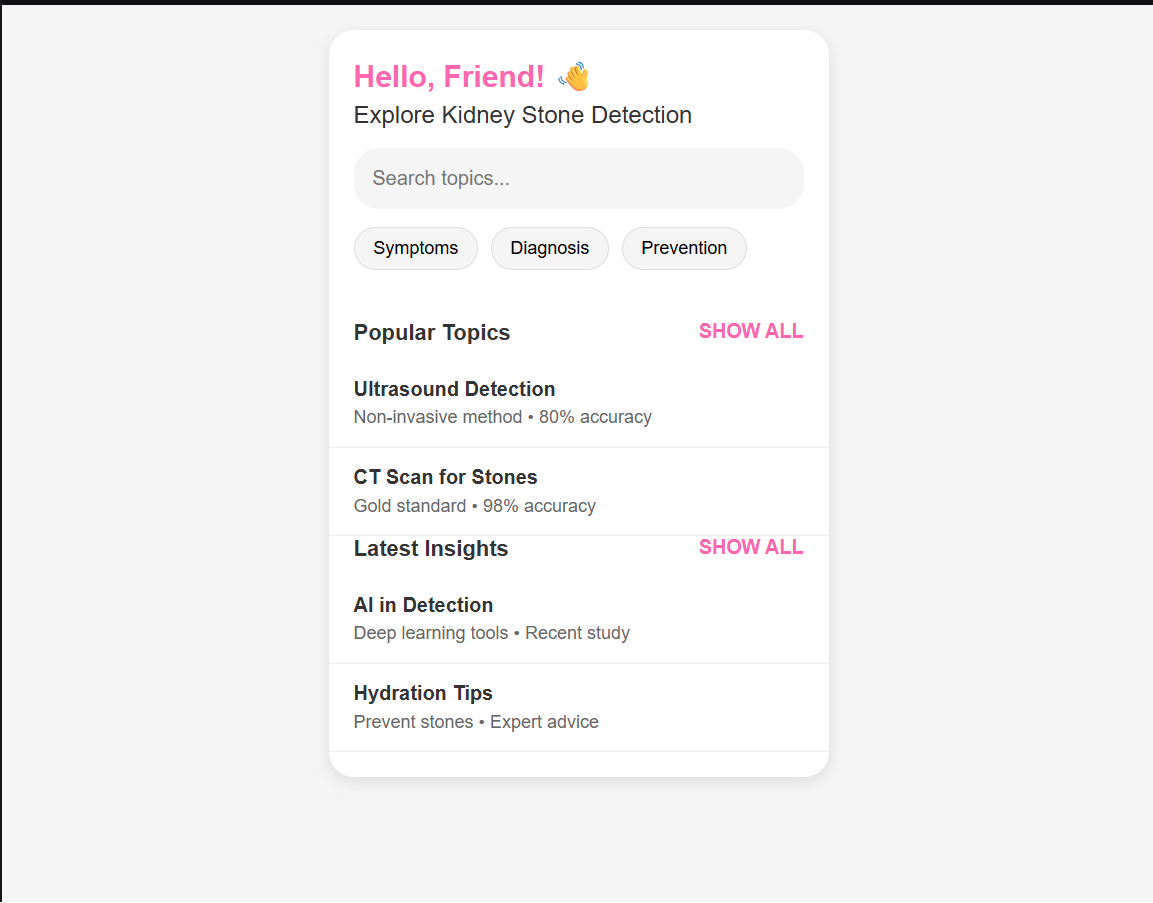 Hello, Friend! 👋
Explore Kidney Stone Detection
Search topics...
Symptoms Diagnosis Prevention
Popular Topics SHOW ALL
Ultrasound Detection
Non-invasive method • 80% accuracy
CT Scan for Stones
Gold standard • 98% accuracy
Latest Insights SHOW ALL
AI in Detection
Deep learning tools • Recent study
Hydration Tips
Prevent stones • Expert advice